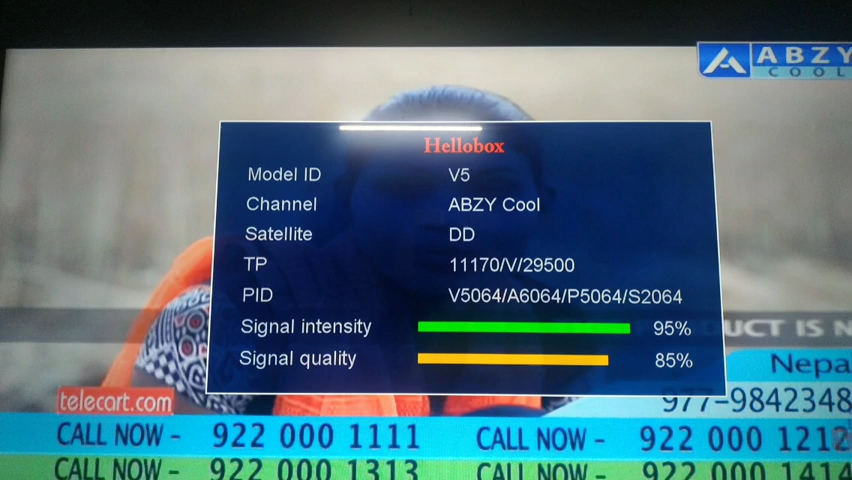 ABZY
COOL
Hellobox
Model ID V5
Channel ABZY Cool
Satellite DD
TP 11170/V/29500
PID V5064/A6064/P5064/S2064
Signal intensity 95%
Signal quality 85%
UCT IS N
Nepa
telecart.com
977-9842348
CALL NOW - 922 000 1111 CALL NOW - 922 000 1212
CALL NOW - 922 000 1313 CALL NOW - 922 000 1414